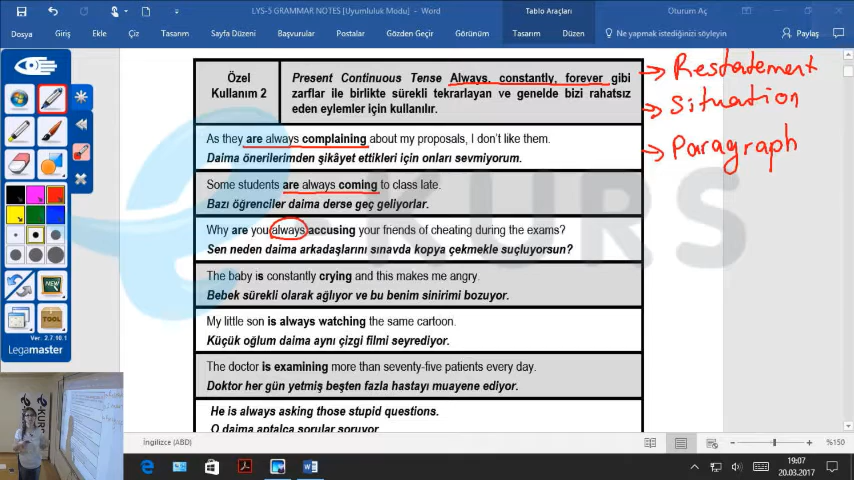 LYS-5 GRAMMAR NOTES [Uyumluluk Modu] - Word
Tablo Araçları
Oturum Aç
Dosya Giriş Ekle Çiz Tasarım Sayfa Düzeni Başvurular Postalar Gözden Geçir Görünüm Tasarım Düzen Ne yapmak istediğinizi söyleyin Paylaş
Özel
Kullanım 2
Present Continuous Tense Always, constantly, forever gibi
zarflar ile birlikte sürekli tekrarlayan ve genelde bizi rahatsız
eden eylemler için kullanılır.
→ Restatement
→ Situation
→ Paragraph
As they are always complaining about my proposals, I don't like them.
Daima önerilerimden şikâyet ettikleri için onları sevmiyorum.
Some students are always coming to class late.
Bazı öğrenciler daima derse geç geliyorlar.
Why are you always accusing your friends of cheating during the exams?
Sen neden daima arkadaşlarını sınavda kopya çekmekle suçluyorsun?
The baby is constantly crying and this makes me angry.
Bebek sürekli olarak ağlıyor ve bu benim sinirimi bozuyor.
My little son is always watching the same cartoon.
Küçük oğlum daima aynı çizgi filmi seyrediyor.
The doctor is examining more than seventy-five patients every day.
Doktor her gün yetmiş beşten fazla hastayı muayene ediyor.
He is always asking those stupid questions.
O daima aptalca sorular soruyor
e-KURS
NEW
TOOL
Ver. 2.7.10.1
Legamaster
İngilizce (ABD)
%150
19:07
20.03.2017